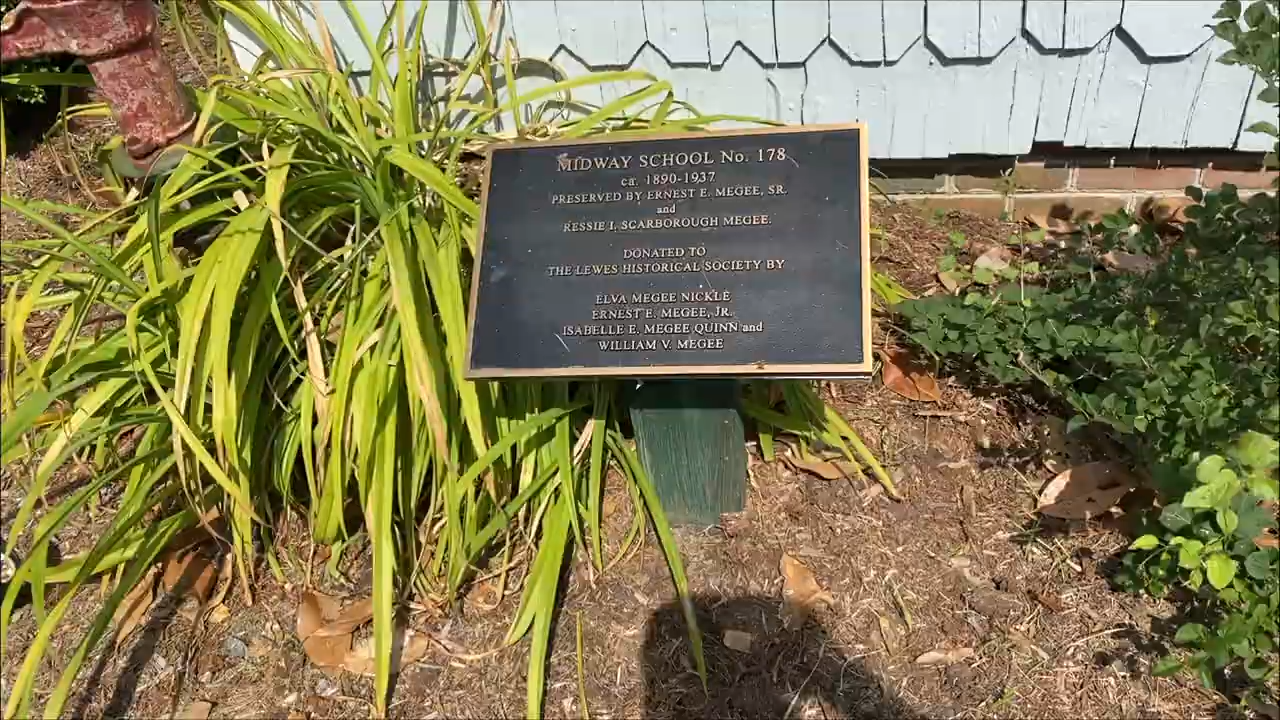 MIDWAY SCHOOL No. 178
ca. 1890-1937
PRESERVED BY ERNEST E. MEGEE, SR.
and
RESSIE I. SCARBOROUGH MEGEE.
DONATED TO
THE LEWES HISTORICAL SOCIETY BY
ELVA MEGEE NICKLE
ERNEST E. MEGEE, JR.
ISABELLE E. MEGEE QUINN and
WILLIAM V. MEGEE